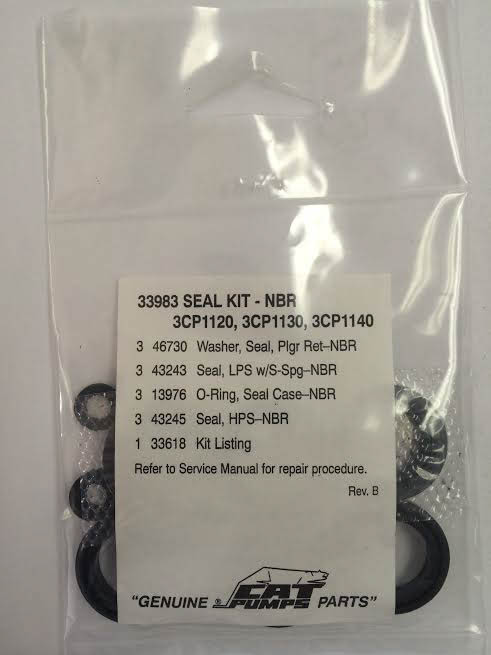 33983 SEAL KIT - NBR
3CP1120, 3CP1130, 3CP1140
3 46730 Washer, Seal, Plgr Ret–NBR
3 43243 Seal, LPS w/S-Spg–NBR
3 13976 O-Ring, Seal Case–NBR
3 43245 Seal, HPS–NBR
1 33618 Kit Listing
Refer to Service Manual for repair procedure.
Rev. B
"GENUINE ® CAT PUMPS PARTS"